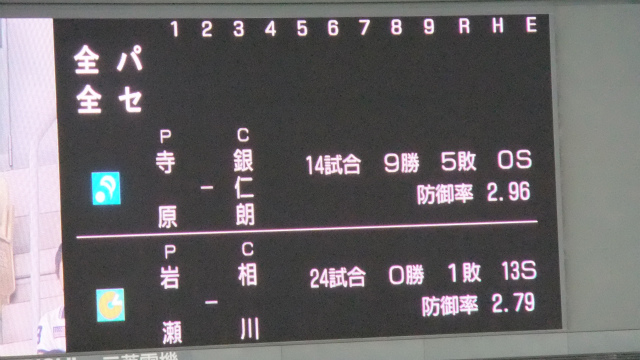 1 2 3 4 5 6 7 8 9 R H E
全パ
全セ
P C
寺原 - 銀仁朗 14試合 9勝 5敗 0S
防御率 2.96
P C
岩瀬 - 相川 24試合 0勝 1敗 13S
防御率 2.79